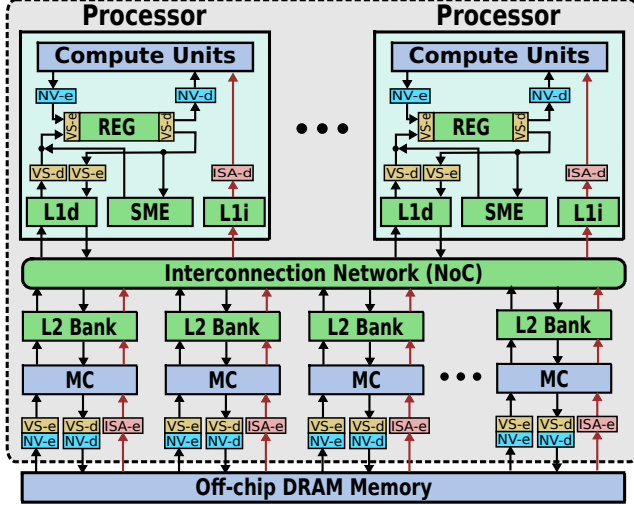 Processor Processor
Compute Units Compute Units
NV-e NV-d NV-e NV-d
VS-e REG VS-d VS-e REG VS-d
VS-d VS-e ISA-d VS-d VS-e ISA-d
L1d SME L1i L1d SME L1i
Interconnection Network (NoC)
L2 Bank L2 Bank L2 Bank L2 Bank
MC MC MC MC
VS-e VS-d ISA-e VS-e VS-d ISA-e VS-e VS-d ISA-e VS-e VS-d ISA-e
NV-e NV-d NV-e NV-d NV-e NV-d NV-e NV-d
Off-chip DRAM Memory